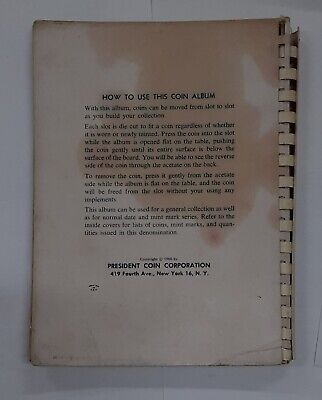 HOW TO USE THIS COIN ALBUM
With this album, coins can be moved from slot to slot
as you build your collection
Each slot is die cut to fit a coin regardless of whether
it is worn or newly minted. Press the coin into the slot
while the album is opened flat on the table, pushing
the coin gently until its entire surface is below the
surface of the board. You will be able to see the reverse
side of the coin through the acetate on the back.
To remove the coin, press it gently from the acetate
side while the album is flat on the table, and the coin
will be freed from the slot without your using any
implements
This album can be used for a general collection as well
as for normal date and mint mark series. Refer to the
inside covers for lists of coins, mint marks, and quan-
tities issued in this denomination.
Copyright © by
PRESIDENT COIN CORPORATION
419 Fourth Ave., New York 16, N. Y.